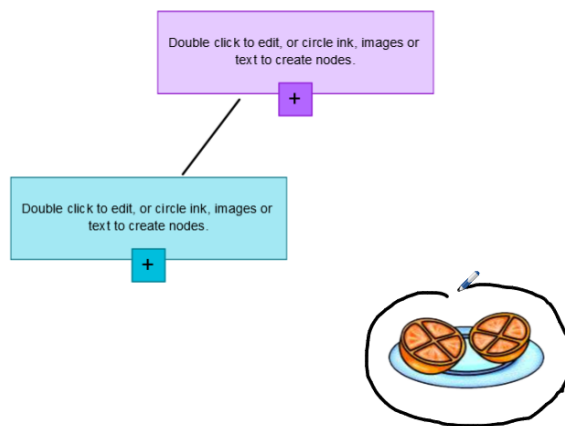 Double click to edit, or circle ink, images or
text to create nodes.
+
Double click to edit, or circle ink, images or
text to create nodes.
+